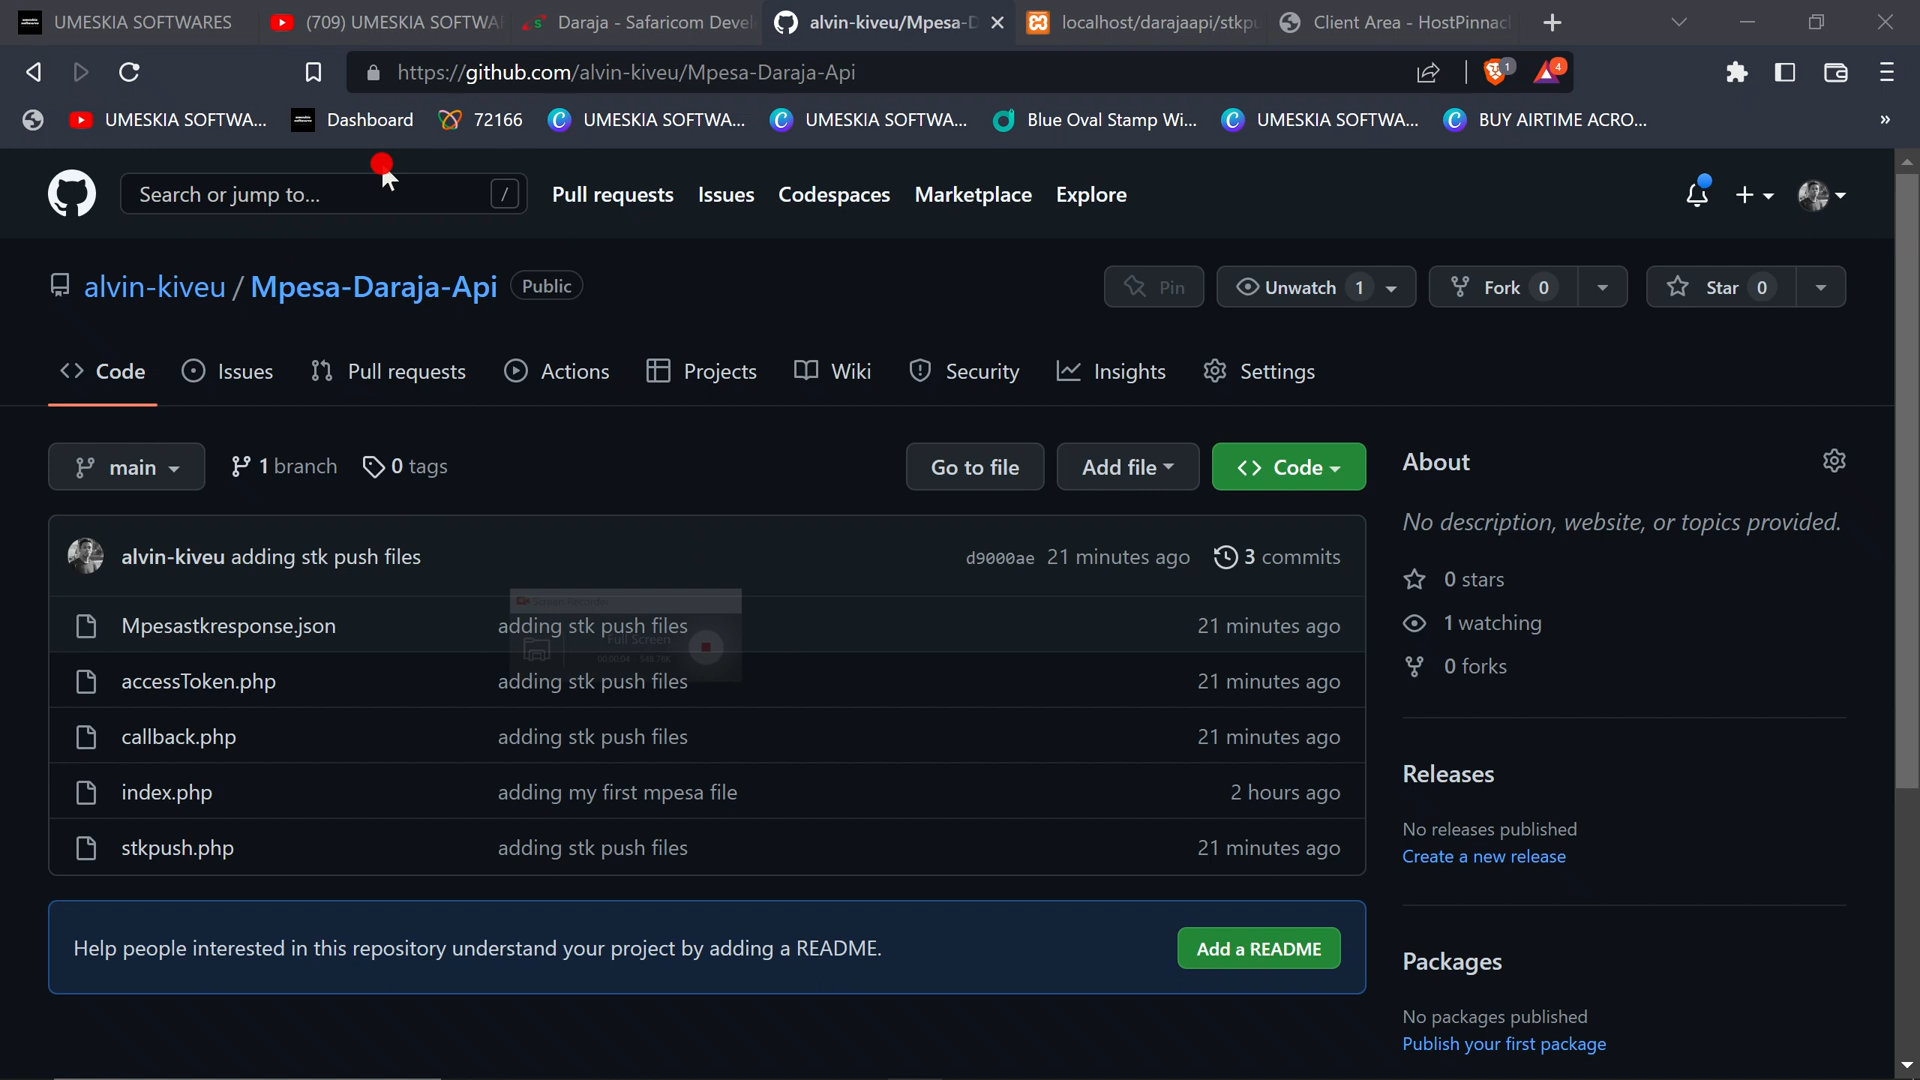 UMESKIA SOFTWARES
(709) UMESKIA SOFTWA
Daraja - Safaricom Devel
alvin-kiveu/Mpesa-D
localhost/darajaapi/stkpu
Client Area - HostPinnac
https://github.com/alvin-kiveu/Mpesa-Daraja-Api
1
4
UMESKIA SOFTWA...
Dashboard
72166
UMESKIA SOFTWA...
UMESKIA SOFTWA...
Blue Oval Stamp Wi...
UMESKIA SOFTWA...
BUY AIRTIME ACRO...
»
Search or jump to...
/
Pull requests
Issues
Codespaces
Marketplace
Explore
alvin-kiveu / Mpesa-Daraja-Api
Public
Pin
Unwatch 1
Fork 0
Star 0
Code
Issues
Pull requests
Actions
Projects
Wiki
Security
Insights
Settings
main
1 branch
0 tags
Go to file
Add file
Code
About
No description, website, or topics provided.
alvin-kiveu adding stk push files
d9000ae 21 minutes ago
3 commits
0 stars
1 watching
0 forks
Screen Recorder
Full Screen
Mpesastkresponse.json
adding stk push files
21 minutes ago
accessToken.php
adding stk push files
21 minutes ago
callback.php
adding stk push files
21 minutes ago
index.php
adding my first mpesa file
2 hours ago
stkpush.php
adding stk push files
21 minutes ago
Releases
No releases published
Create a new release
Help people interested in this repository understand your project by adding a README.
Add a README
Packages
No packages published
Publish your first package